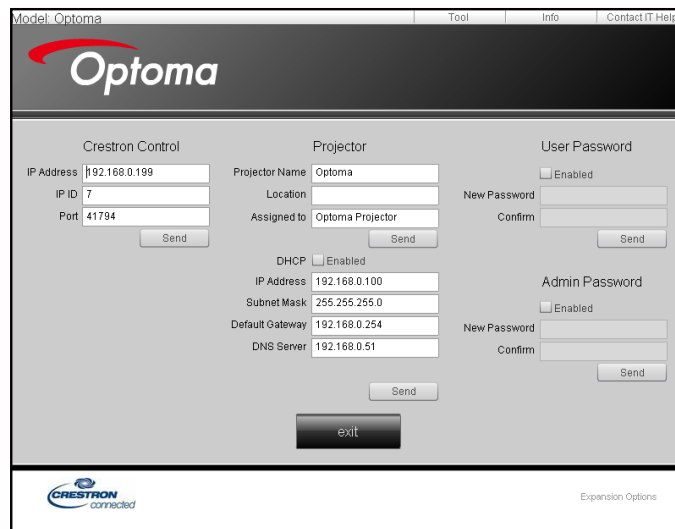 Model: Optoma
Tool
Info
Contact IT Help
Optoma
Crestron Control
IP Address 192.168.0.199
IP ID 7
Port 41794
Send
Projector
Projector Name Optoma
Location
Assigned to Optoma Projector
Send
DHCP Enabled
IP Address 192.168.0.100
Subnet Mask 255.255.255.0
Default Gateway 192.168.0.254
DNS Server 192.168.0.51
Send
User Password
Enabled
New Password
Confirm
Send
Admin Password
Enabled
New Password
Confirm
Send
exit
CRESTRON
connected
Expansion Options